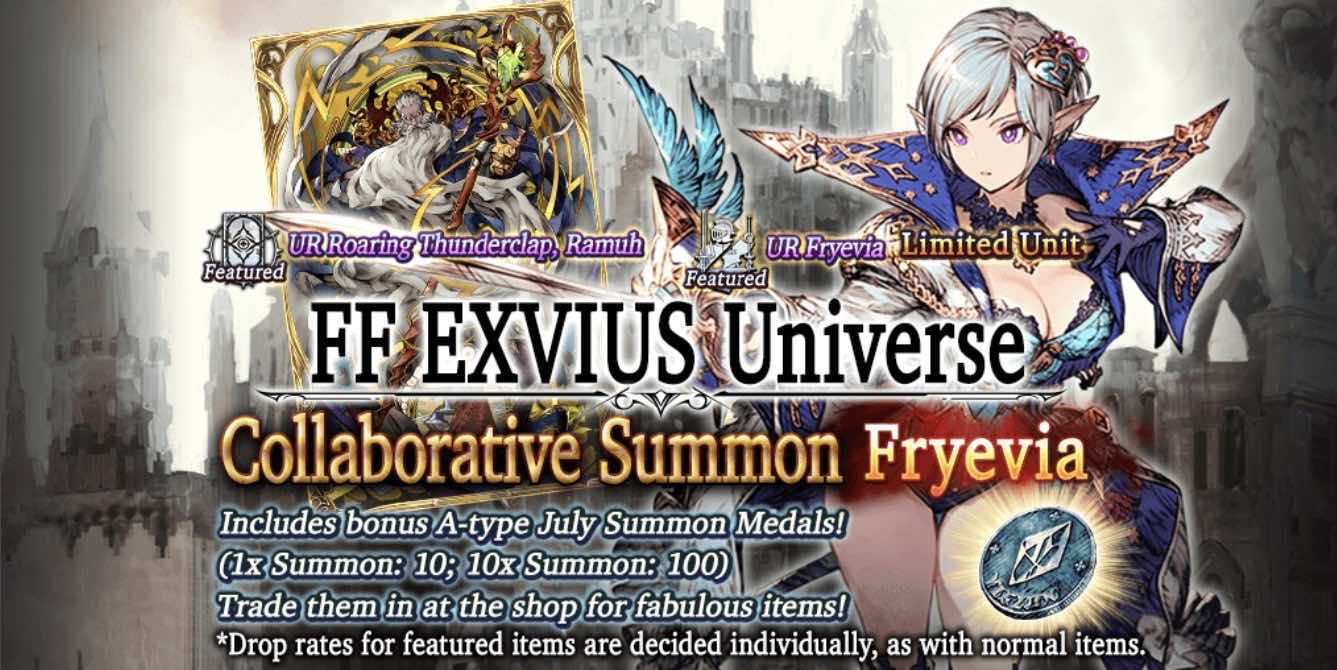 UR Roaring Thunderclap, Ramuh
Featured
UR Fryevia Limited Unit
Featured
FF EXVIUS Universe
Collaborative Summon Fryevia
Includes bonus A-type July Summon Medals!
(1x Summon: 10; 10x Summon: 100)
Trade them in at the shop for fabulous items!
*Drop rates for featured items are decided individually, as with normal items.